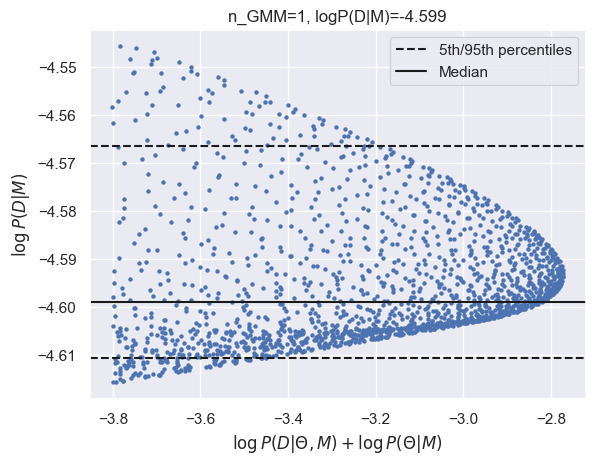 n_GMM=1, logP(D|M)=-4.599
5th/95th percentiles
Median
log P(D|M)
−4.55
−4.56
−4.57
−4.58
−4.59
−4.60
−4.61
−3.8 −3.6 −3.4 −3.2 −3.0 −2.8
log P(D|Θ, M) + log P(Θ|M)